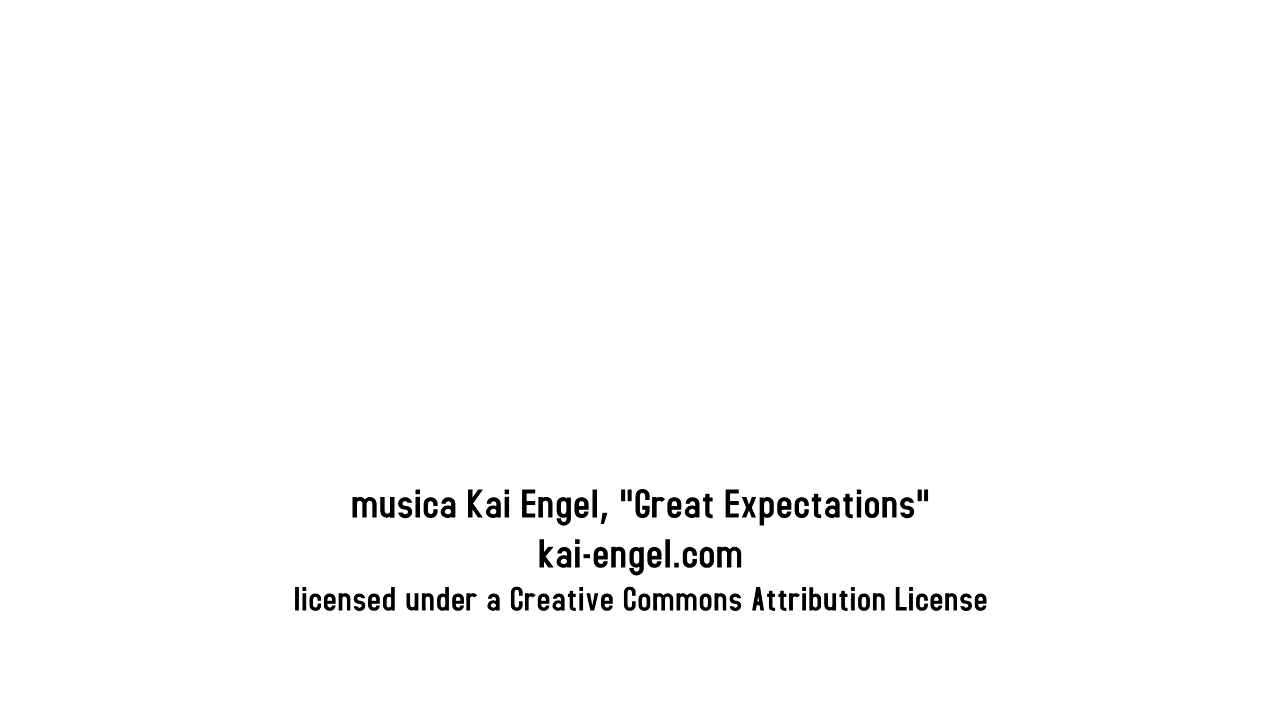 musica Kai Engel, "Great Expectations"
kai-engel.com
licensed under a Creative Commons Attribution License